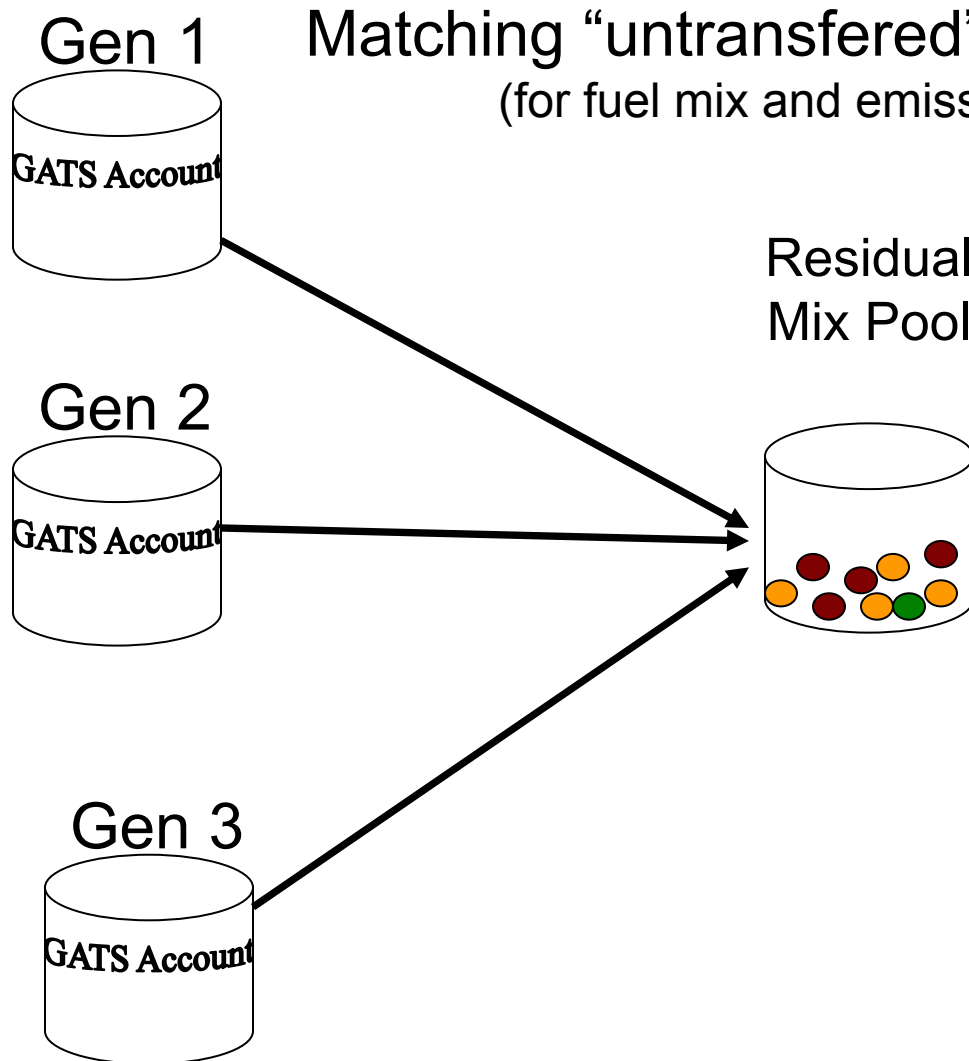 Gen 1
Matching “untransfered”
(for fuel mix and emiss
GATS Account
Residual
Mix Pool
Gen 2
GATS Account
Gen 3
GATS Account